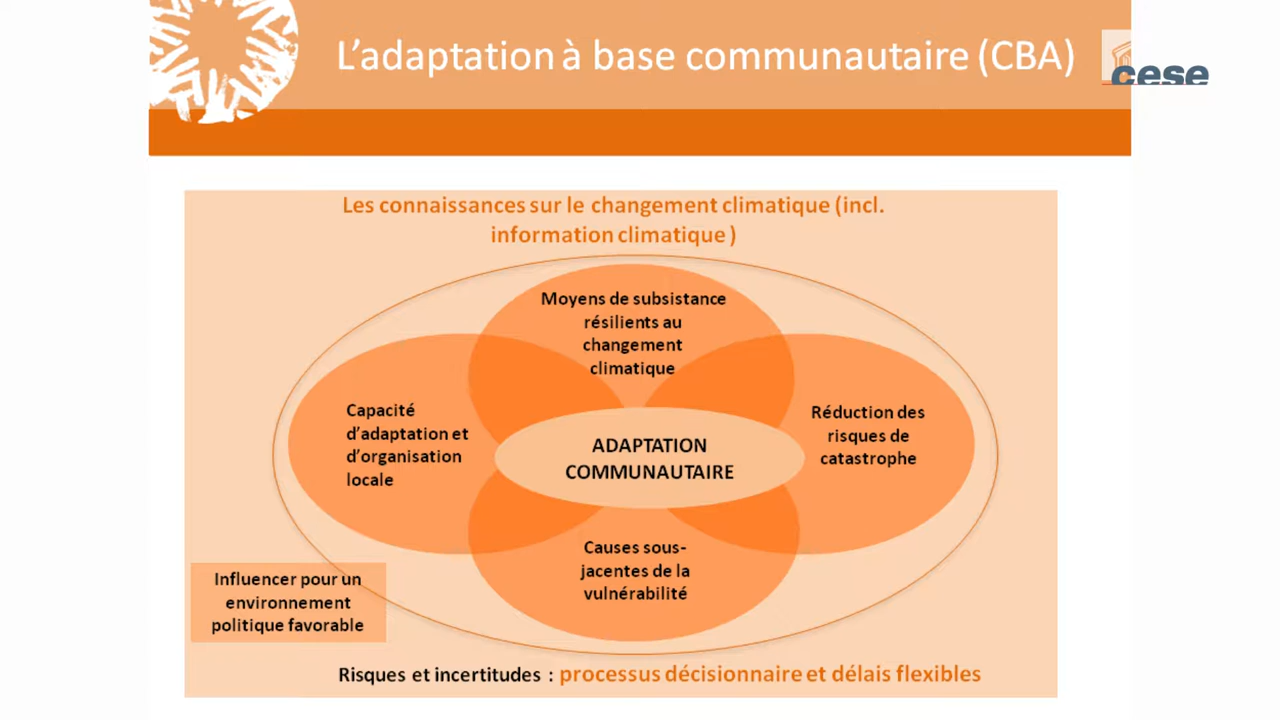 L'adaptation à base communautaire (CBA)
cese
Les connaissances sur le changement climatique (incl.
information climatique )
Moyens de subsistance
résilients au
changement
climatique
Capacité
d'adaptation et
d'organisation
locale
ADAPTATION
COMMUNAUTAIRE
Réduction des
risques de
catastrophe
Causes sous-
jacentes de la
vulnérabilité
Influencer pour un
environnement
politique favorable
Risques et incertitudes : processus décisionnaire et délais flexibles